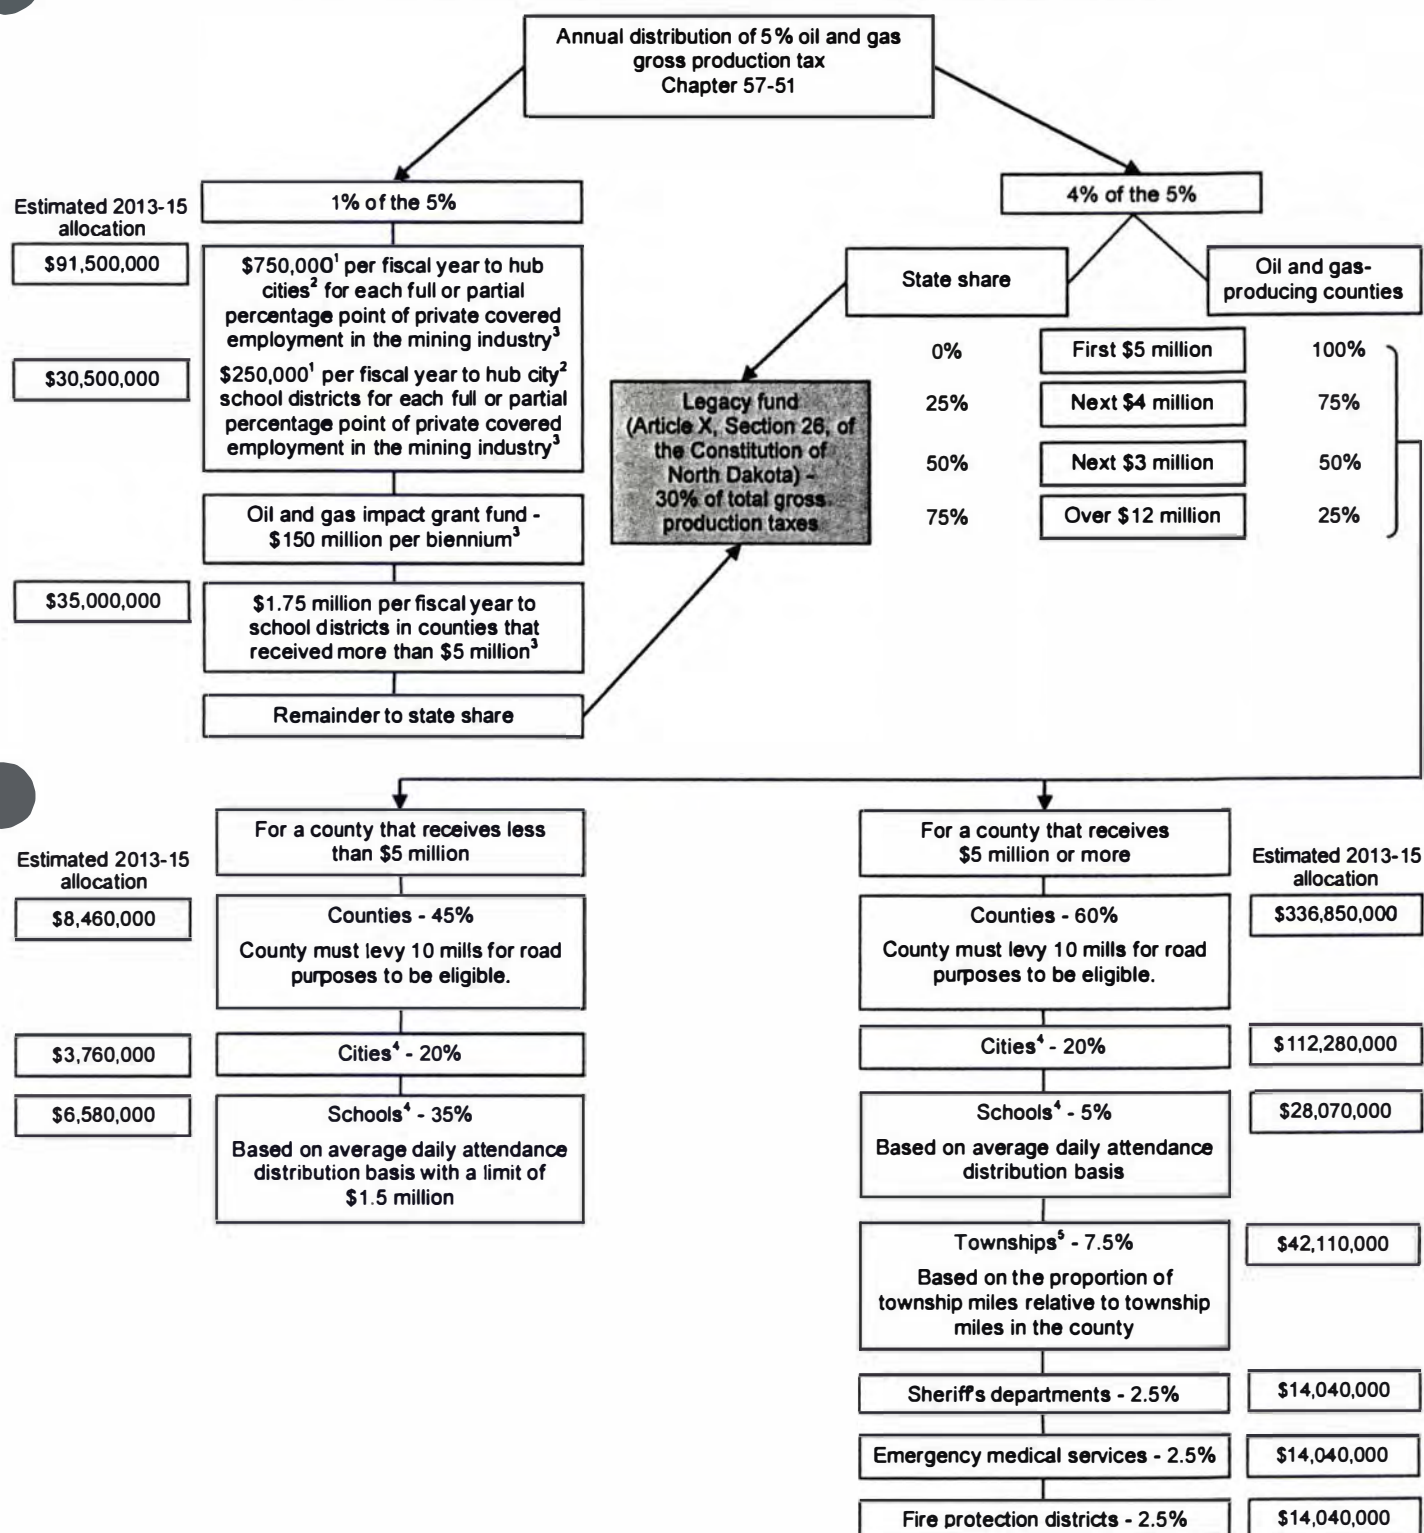 Annual distribution of 5% oil and gas
gross production tax
Chapter 57-51
Estimated 2013-15
allocation
1% of the 5%
4% of the 5%
$91,500,000
$750,000¹ per fiscal year to hub
cities² for each full or partial
percentage point of private covered
employment in the mining industry³
$30,500,000
$250,000¹ per fiscal year to hub city²
school districts for each full or partial
percentage point of private covered
employment in the mining industry³
Oil and gas impact grant fund -
$150 million per biennium³
$35,000,000
$1.75 million per fiscal year to
school districts in counties that
received more than $5 million³
Remainder to state share
State share
Oil and gas-
producing counties
0%
First $5 million
100%
25%
Next $4 million
75%
50%
Next $3 million
50%
75%
Over $12 million
25%
Legacy fund
(Article X, Section 26, of
the Constitution of
North Dakota) -
30% of total gross
production taxes
For a county that receives less
than $5 million
Estimated 2013-15
allocation
$8,460,000
Counties - 45%
County must levy 10 mills for road
purposes to be eligible.
$3,760,000
Cities⁴ - 20%
$6,580,000
Schools⁴ - 35%
Based on average daily attendance
distribution basis with a limit of
$1.5 million
For a county that receives
$5 million or more
Estimated 2013-15
allocation
Counties - 60%
County must levy 10 mills for road
purposes to be eligible.
$336,850,000
Cities⁴ - 20%
$112,280,000
Schools⁴ - 5%
Based on average daily attendance
distribution basis
$28,070,000
Townships⁵ - 7.5%
Based on the proportion of
township miles relative to township
miles in the county
$42,110,000
Sheriff's departments - 2.5%
$14,040,000
Emergency medical services - 2.5%
$14,040,000
Fire protection districts - 2.5%
$14,040,000